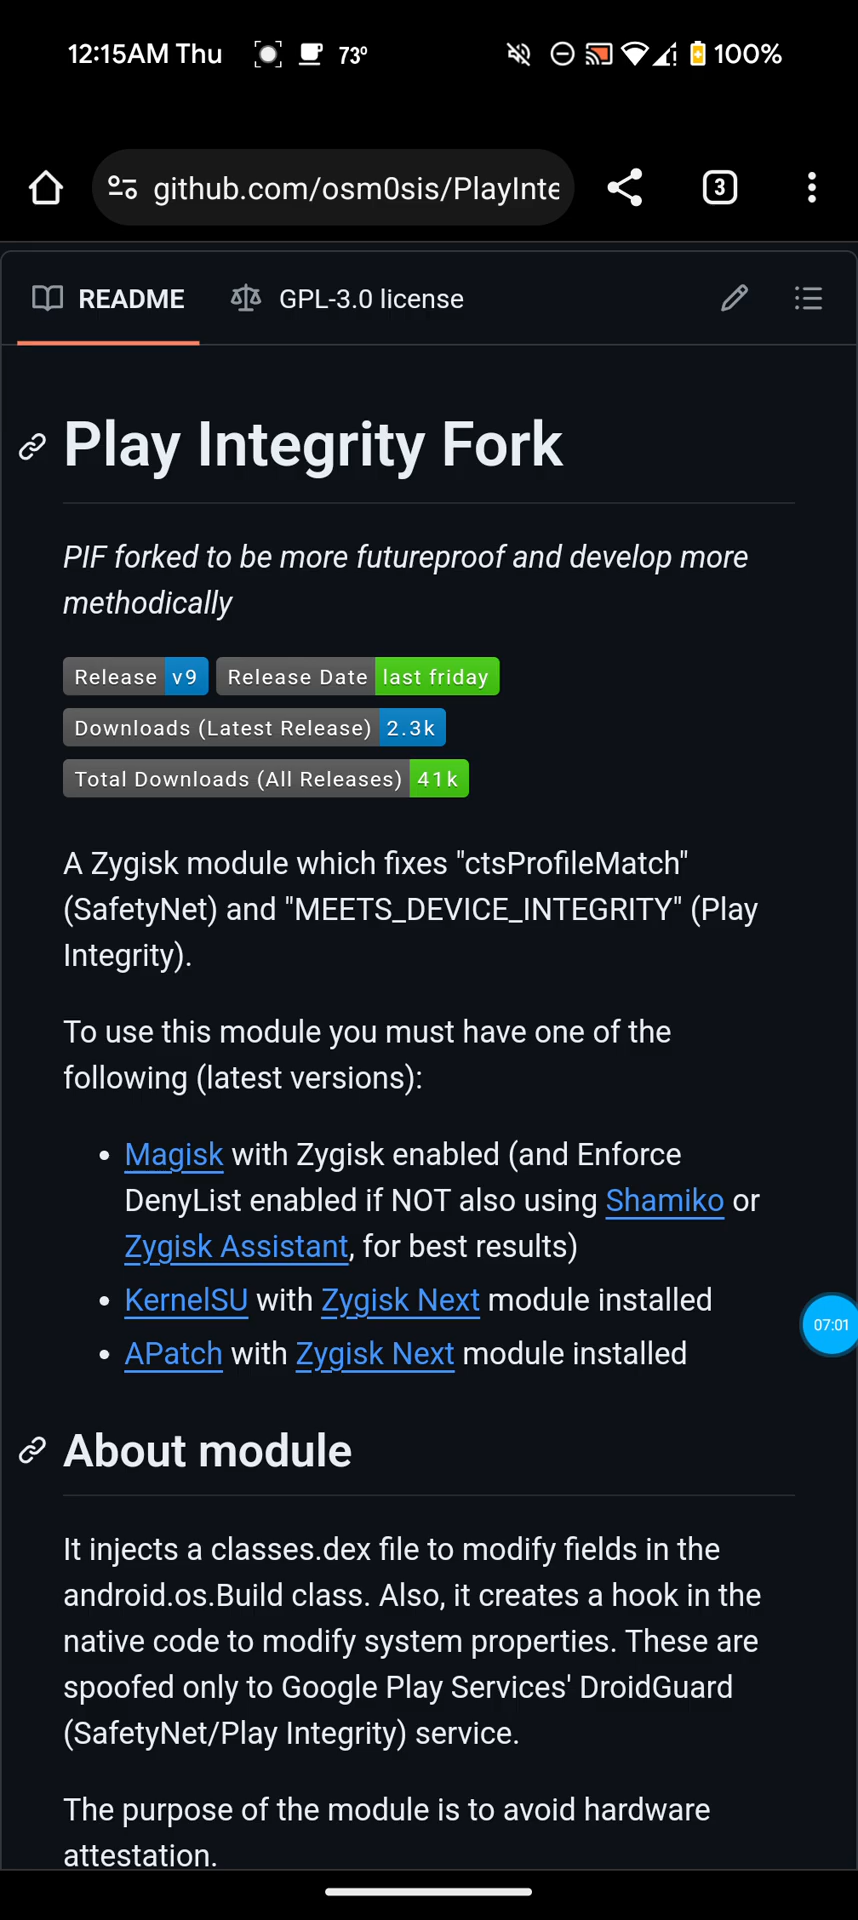 12:15AM Thu 73° 100%
github.com/osm0sis/PlayInte 3
README GPL-3.0 license
Play Integrity Fork
PIF forked to be more futureproof and develop more
methodically
Release v9 Release Date last friday
Downloads (Latest Release) 2.3k
Total Downloads (All Releases) 41k
A Zygisk module which fixes "ctsProfileMatch"
(SafetyNet) and "MEETS_DEVICE_INTEGRITY" (Play
Integrity).
To use this module you must have one of the
following (latest versions):
• Magisk with Zygisk enabled (and Enforce
DenyList enabled if NOT also using Shamiko or
Zygisk Assistant, for best results)
• KernelSU with Zygisk Next module installed
07:01
• APatch with Zygisk Next module installed
About module
It injects a classes.dex file to modify fields in the
android.os.Build class. Also, it creates a hook in the
native code to modify system properties. These are
spoofed only to Google Play Services' DroidGuard
(SafetyNet/Play Integrity) service.
The purpose of the module is to avoid hardware
attestation.